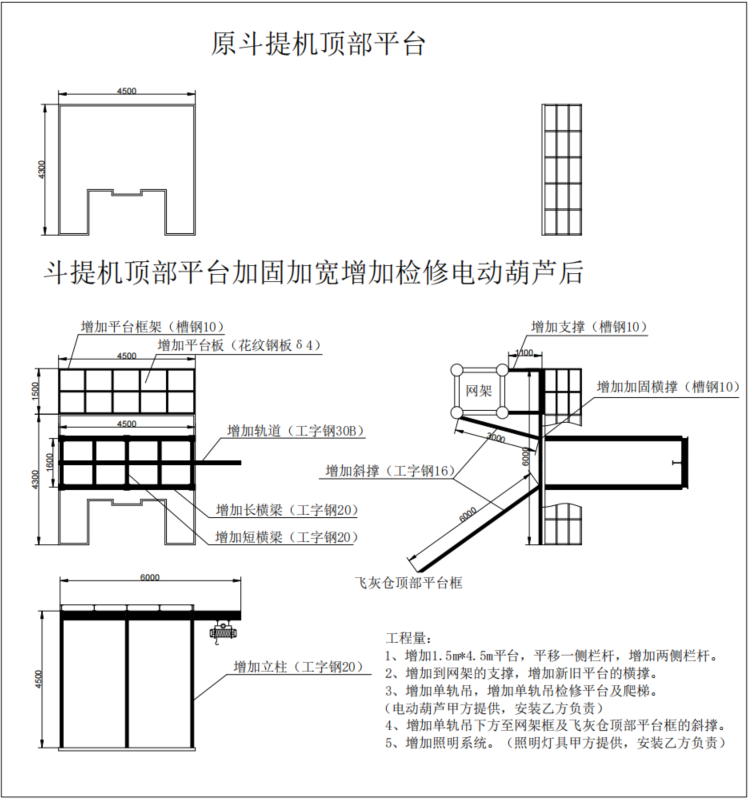 原斗提机顶部平台
4500
4300
斗提机顶部平台加固加宽增加检修电动葫芦后
增加平台框架（槽钢10）
增加平台板（花纹钢板δ4）
4500
1500
4500
增加轨道（工字钢30B）
1600
4300
增加长横梁（工字钢20）
增加短横梁（工字钢20）
增加支撑（槽钢10）
1100
网架
增加加固横撑（槽钢10）
3000
6000
增加斜撑（工字钢16）
6000
飞灰仓顶部平台框
6000
4500
增加立柱（工字钢20）
工程量：
1、增加1.5m*4.5m平台，平移一侧栏杆，增加两侧栏杆。
2、增加到网架的支撑，增加新旧平台的横撑。
3、增加单轨吊，增加单轨吊检修平台及爬梯。
（电动葫芦甲方提供，安装乙方负责）
4、增加单轨吊下方至网架框及飞灰仓顶部平台框的斜撑。
5、增加照明系统。（照明灯具甲方提供，安装乙方负责）